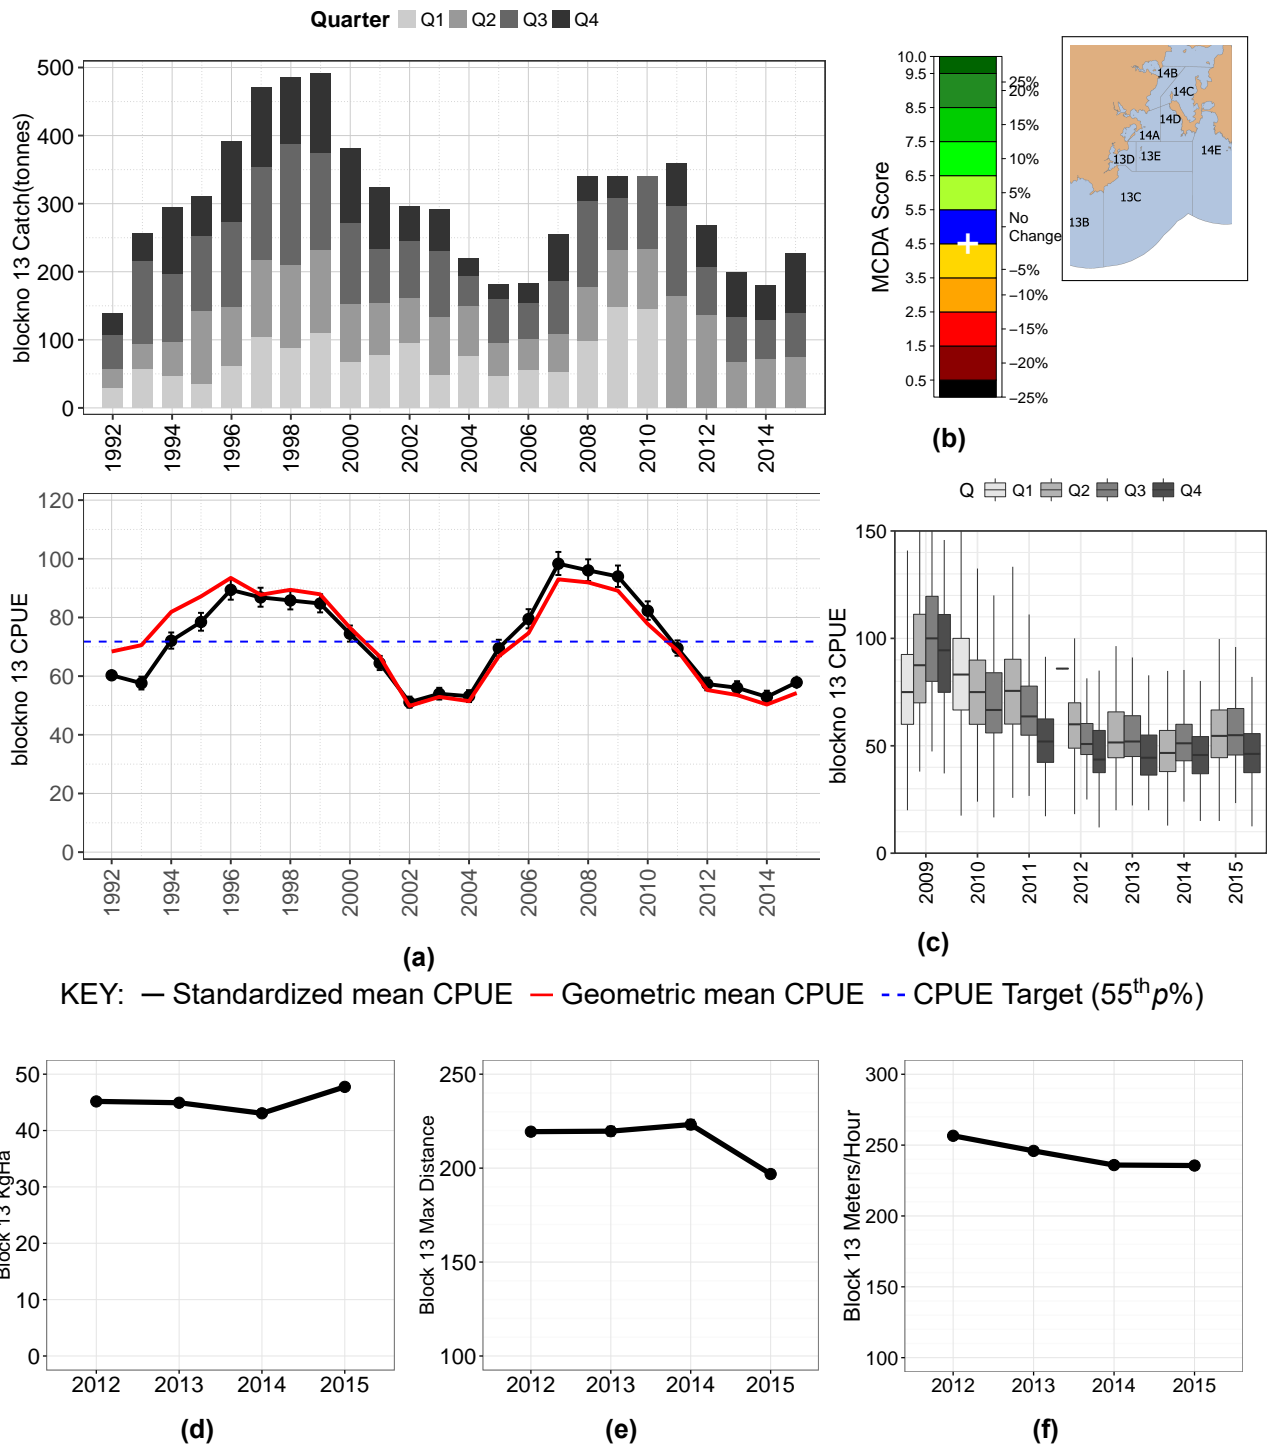 Quarter Q1 Q2 Q3 Q4
blockno 13 Catch(tonnes)
500
400
300
200
100
0
1992 1994 1996 1998 2000 2002 2004 2006 2008 2010 2012 2014
MCDA Score
10.0
9.5
8.5
7.5
6.5
5.5
4.5
3.5
2.5
1.5
0.5
25%
20%
15%
10%
5%
No
Change
−5%
−10%
−15%
−20%
−25%
(b)
14B
14C
14D
14A
14E
13D 13E
13C
13B
blockno 13 CPUE
120
100
80
60
40
20
0
1992 1994 1996 1998 2000 2002 2004 2006 2008 2010 2012 2014
(a)
Q Q1 Q2 Q3 Q4
blockno 13 CPUE
150
100
50
0
2009 2010 2011 2012 2013 2014 2015
(c)
KEY: Standardized mean CPUE Geometric mean CPUE CPUE Target (55th p%)
Block 13 KgHa
50
40
30
20
10
0
2012 2013 2014 2015
(d)
Block 13 Max Distance
250
200
150
100
2012 2013 2014 2015
(e)
Block 13 Meters/Hour
300
250
200
150
100
2012 2013 2014 2015
(f)